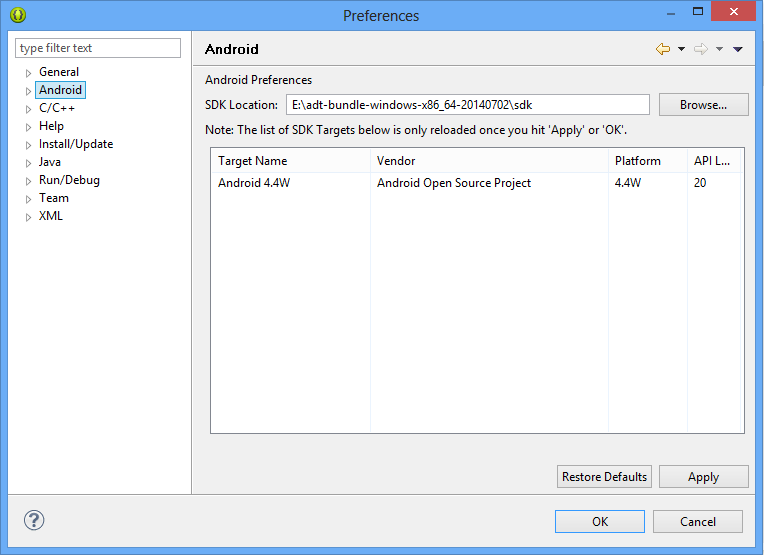 Preferences
type filter text
General
Android
C/C++
Help
Install/Update
Java
Run/Debug
Team
XML
Android
Android Preferences
SDK Location: E:\adt-bundle-windows-x86_64-20140702\sdk Browse...
Note: The list of SDK Targets below is only reloaded once you hit 'Apply' or 'OK'.
Target Name Vendor Platform API L...
Android 4.4W Android Open Source Project 4.4W 20
Restore Defaults Apply
? OK Cancel